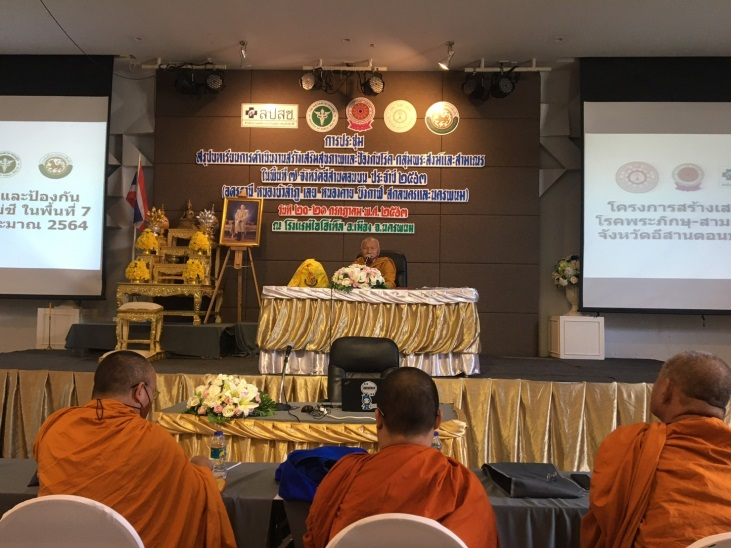 สปสช.
การประชุม
สรุปบทเรียนการดำเนินงานสร้างเสริมสุขภาพและป้องกันโรค กลุ่มพระสงฆ์และสามเณร
ในพื้นที่ ๗ จังหวัดอีสานตอนบน ประจำปี ๒๕๖๓
(อุดรธานี หนองบัวลำภู เลย หนองคาย บึงกาฬ สกลนครและนครพนม)
วันที่ ๒๐-๒๑ กรกฎาคม พ.ศ. ๒๕๖๓
ณ โรงแรมไอโฮเต็ล อ.เมือง จ.นครพนม
และป้องกัน
ม่ชี ในพื้นที่ 7
ะมาณ 2564
โครงการสร้างเส
โรคพระภิกษุ-สาม
จังหวัดอีสานตอนบ